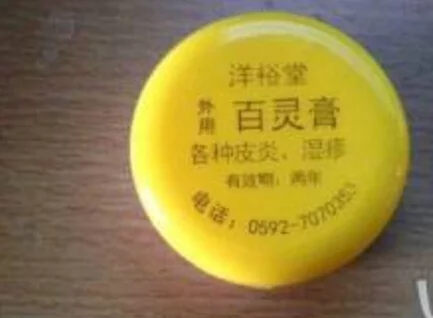 洋裕堂
外用 百灵膏
各种皮炎、湿疹
有效期：两年
电话：0592-7070353